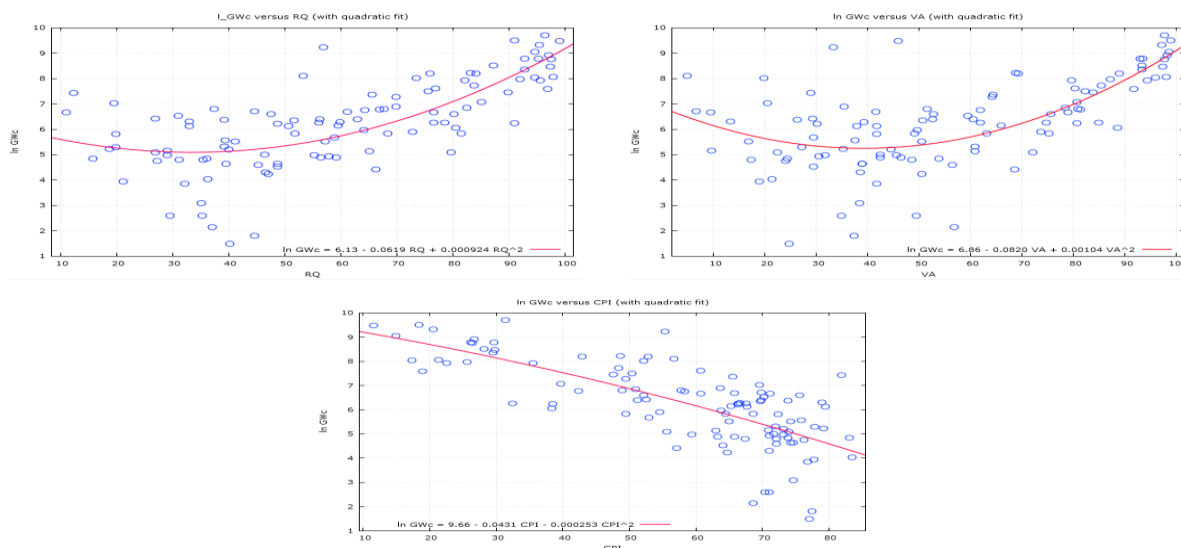 l_GWc versus RQ (with quadratic fit)
10
9
8
7
6
5
4
3
2
1
ln GWc
ln GWc = 6.13 - 0.0619 RQ + 0.000924 RQ^2
10 20 30 40 50 60 70 80 90 100
RQ
ln GWc versus VA (with quadratic fit)
10
9
8
7
6
5
4
3
2
1
ln GWc
ln GWc = 6.86 - 0.0820 VA + 0.00104 VA^2
10 20 30 40 50 60 70 80 90 100
VA
ln GWc versus CPI (with quadratic fit)
10
9
8
7
6
5
4
3
2
1
ln GWc
ln GWc = 9.66 - 0.0431 CPI - 0.000253 CPI^2
10 20 30 40 50 60 70 80
CPI